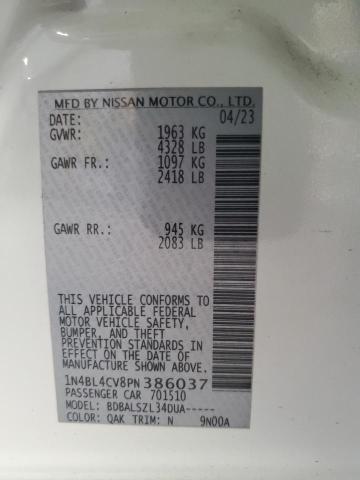 MFD BY NISSAN MOTOR CO., LTD.
DATE: 04/23
GVWR: 1963 KG
4328 LB
GAWR FR: 1097 KG
2418 LB
GAWR RR: 945 KG
2083 LB
THIS VEHICLE CONFORMS TO
ALL APPLICABLE FEDERAL
MOTOR VEHICLE SAFETY,
BUMPER, AND THEFT
PREVENTION STANDARDS IN
EFFECT ON THE DATE OF
MANUFACTURE SHOWN ABOVE.
1N4BL4CV8PN 386037
PASSENGER CAR 701510
MODEL: BDBALSZL34DUA-----
COLOR: QAK TRIM: N 9N00A